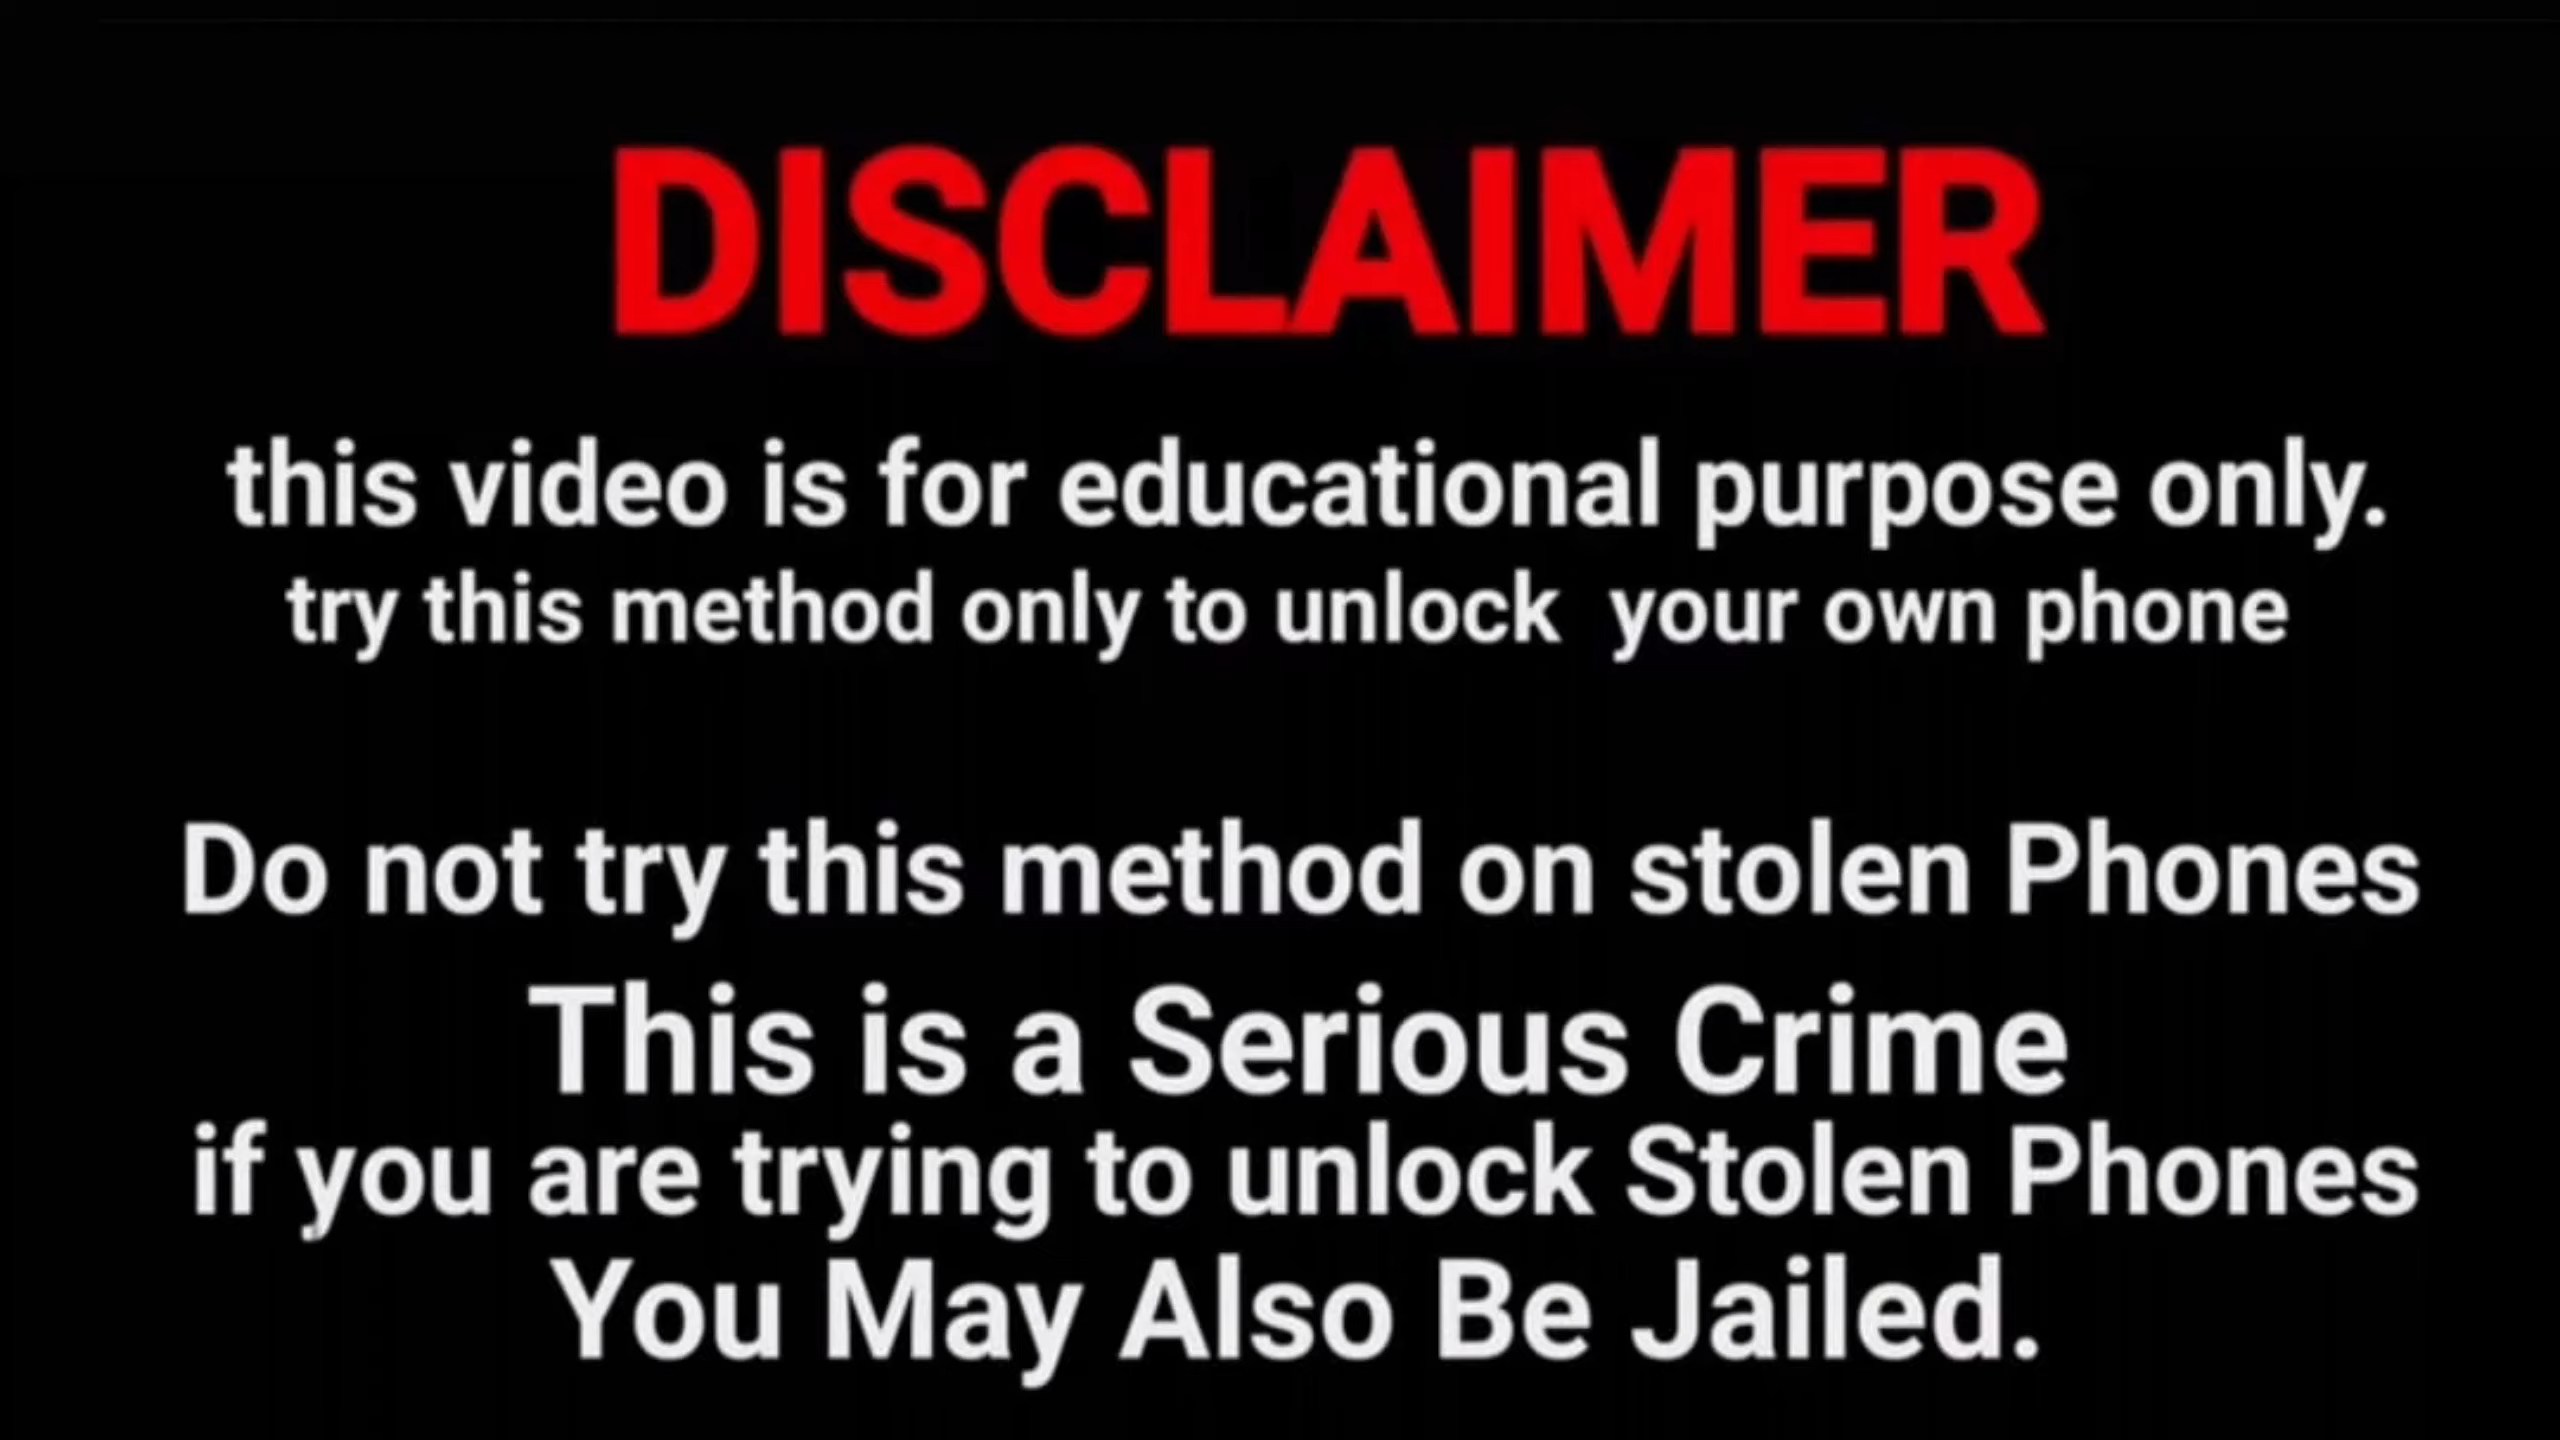 DISCLAIMER
this video is for educational purpose only.
try this method only to unlock  your own phone
Do not try this method on stolen Phones
This is a Serious Crime
if you are trying to unlock Stolen Phones
You May Also Be Jailed.